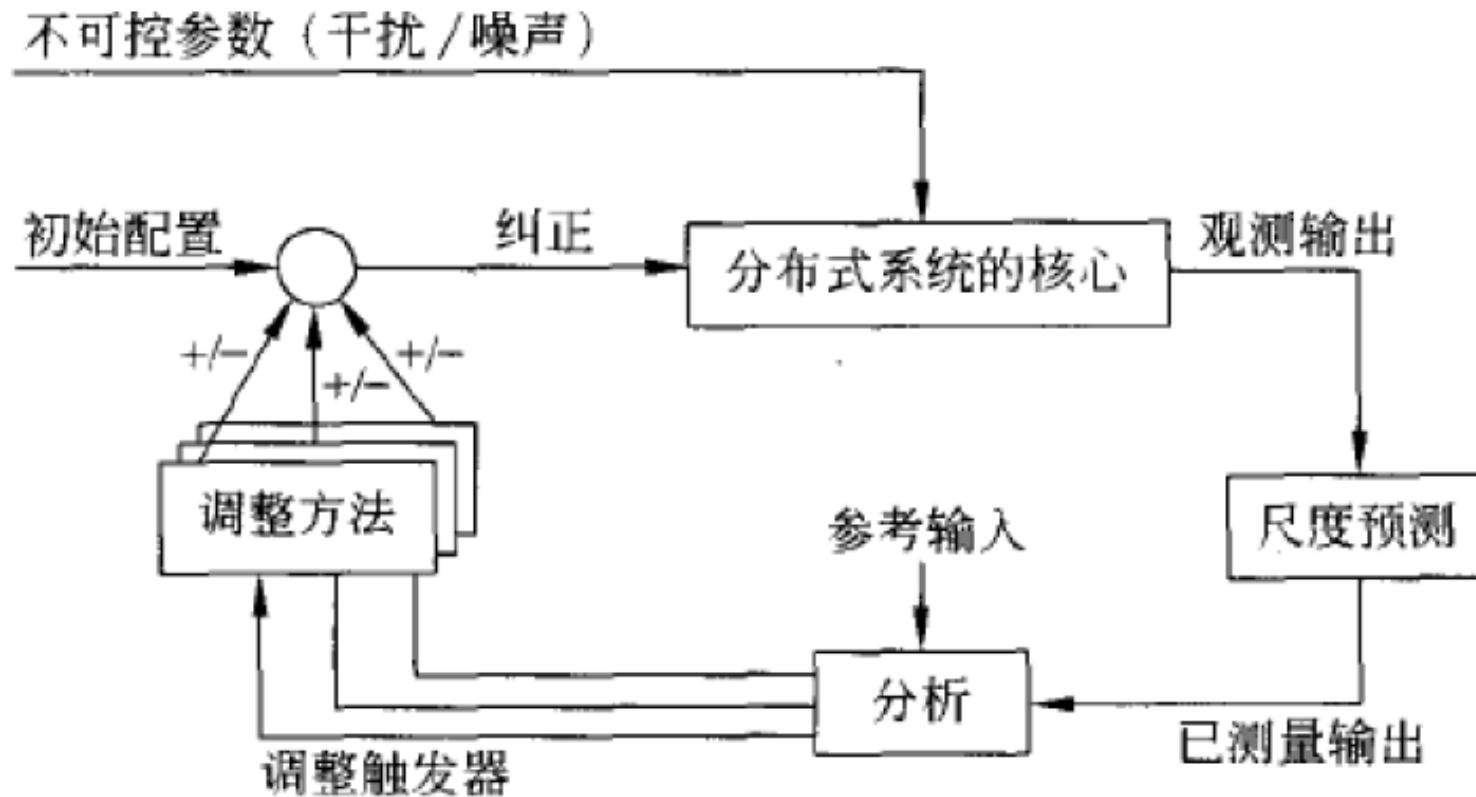 不可控参数（干扰/噪声）
初始配置
纠正
分布式系统的核心
观测输出
+/−
+/−
+/−
调整方法
参考输入
尺度预测
分析
调整触发器
已测量输出